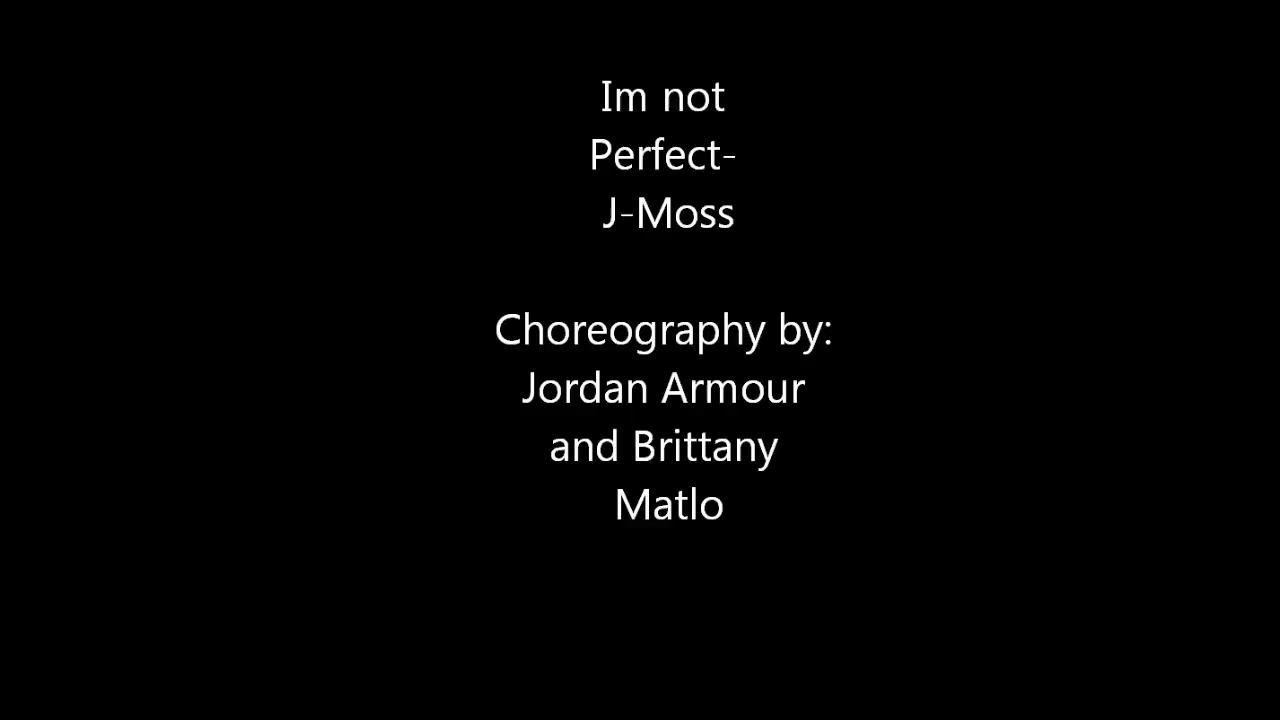 Im not
Perfect-
J-Moss
Choreography by:
Jordan Armour
and Brittany
Matlo